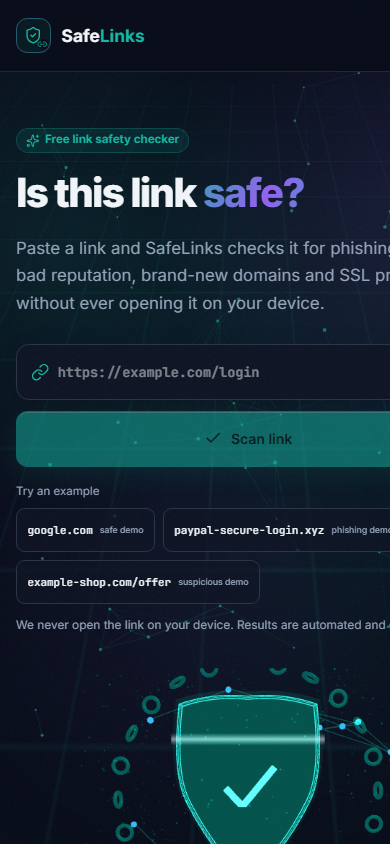 SafeLinks
Free link safety checker
Is this link safe?
Paste a link and SafeLinks checks it for phishing
bad reputation, brand-new domains and SSL pr
without ever opening it on your device.
https://example.com/login
Scan link
Try an example
google.com safe demo
paypal-secure-login.xyz phishing demo
example-shop.com/offer suspicious demo
We never open the link on your device. Results are automated and